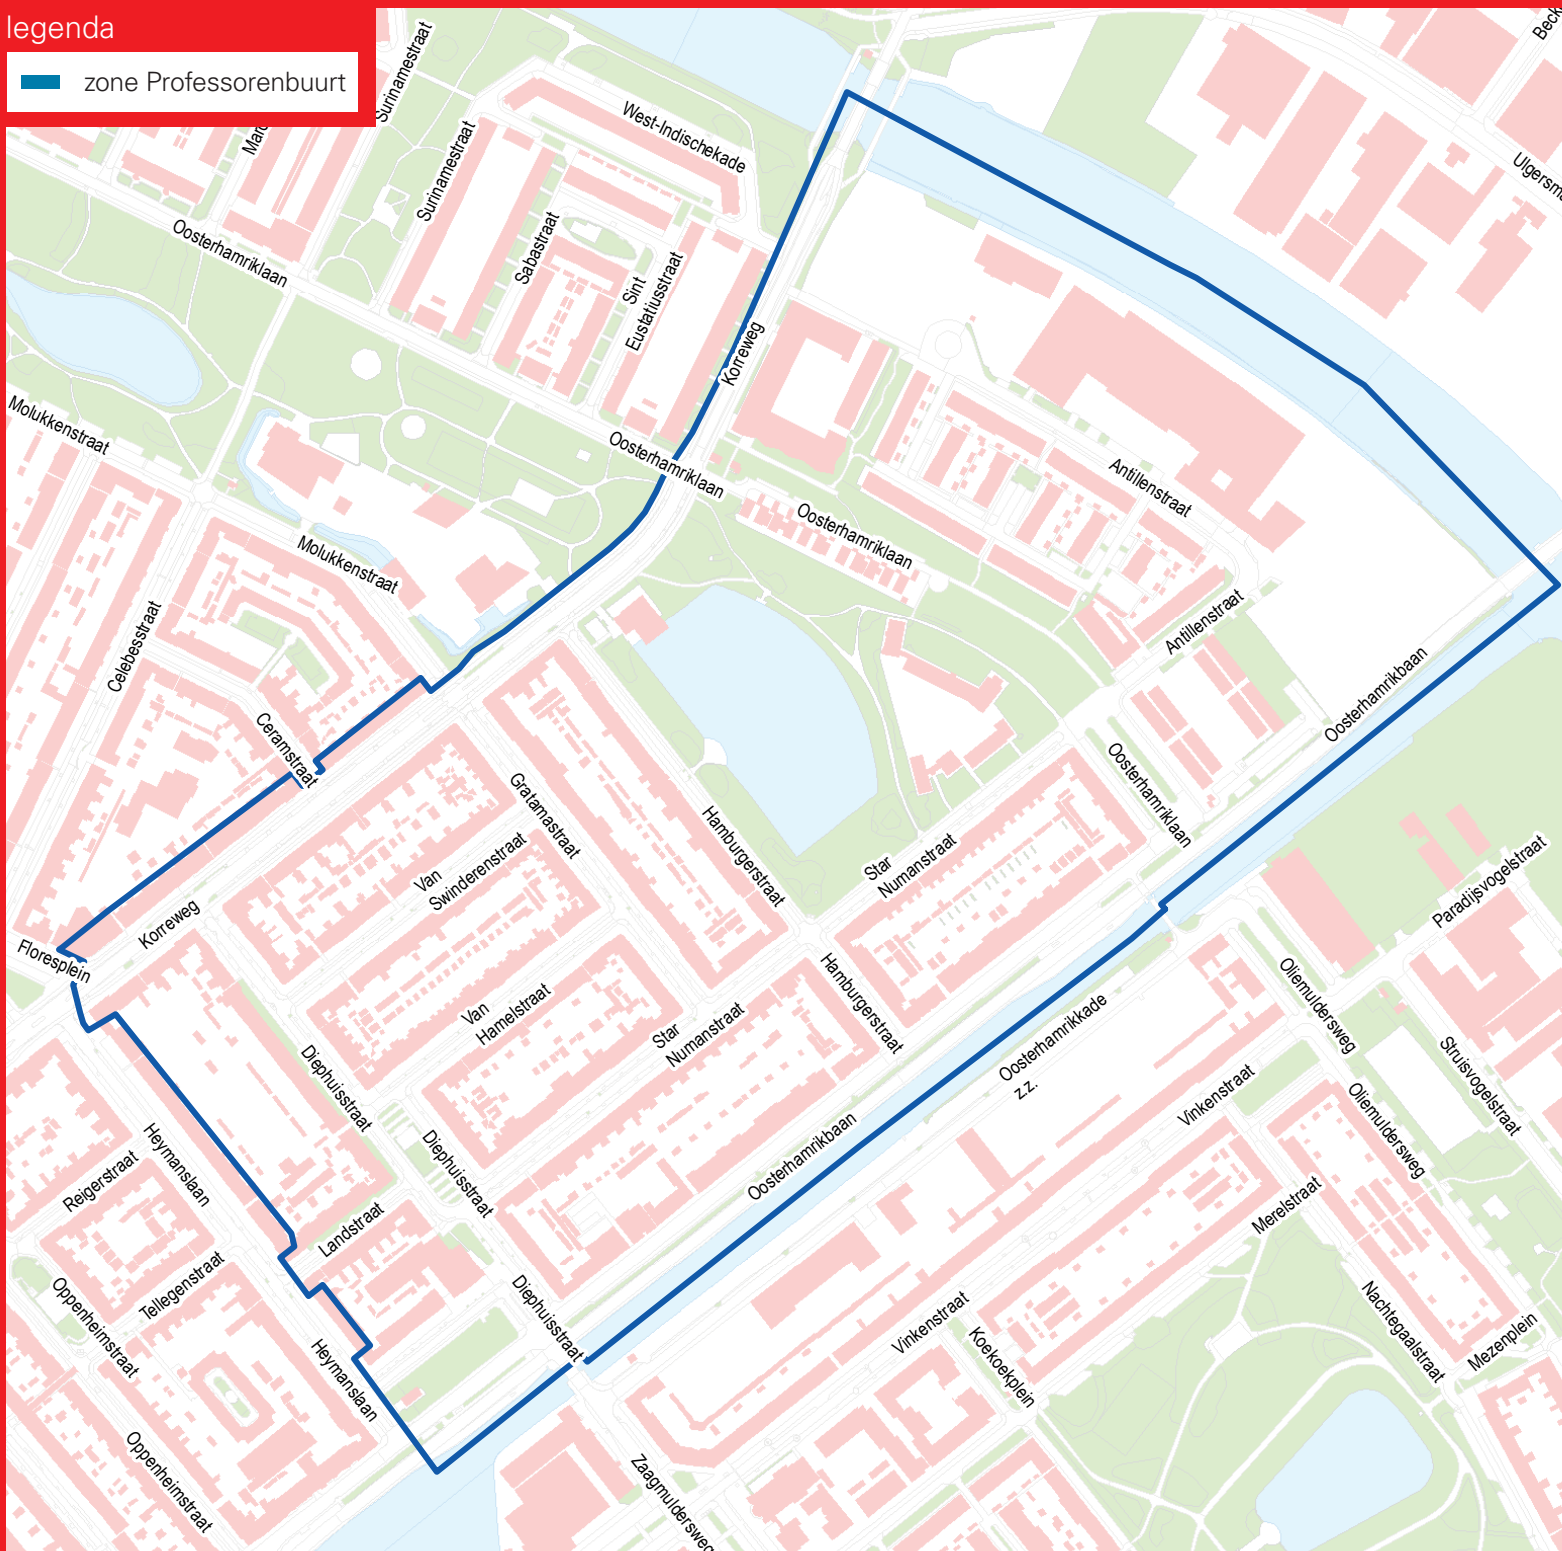 legenda
zone Professorenbuurt
Surinamestraat
Surinamestraat
West-Indischekade
Oosterhamriklaan
Sabastraat
Sint
Eustatiusstraat
Korreweg
Molukkenstraat
Oosterhamriklaan
Antillenstraat
Oosterhamriklaan
Molukkenstraat
Celebesstraat
Antillenstraat
Oosterhamrikbaan
Ceramstraat
Gratamastraat
Oosterhamriklaan
Hamburgerstraat
Van
Swinderenstraat
Star
Numanstraat
Paradijsvogelstraat
Korreweg
Floresplein
Hamburgerstraat
Oliemuldersweg
Van
Hamelstraat
Star
Numanstraat
Oosterhamrikkade
z.z.
Diephuisstraat
Struisvogelstraat
Vinkenstraat
Oliemuldersweg
Heymanslaan
Reigerstraat
Diephuisstraat
Oosterhamrikbaan
Landstraat
Merelstraat
Tellegenstraat
Oppenheimstraat
Diephuisstraat
Vinkenstraat
Koekoekplein
Nachtegaalstraat
Mezenplein
Heymanslaan
Oppenheimstraat
Zaagmuldersweg